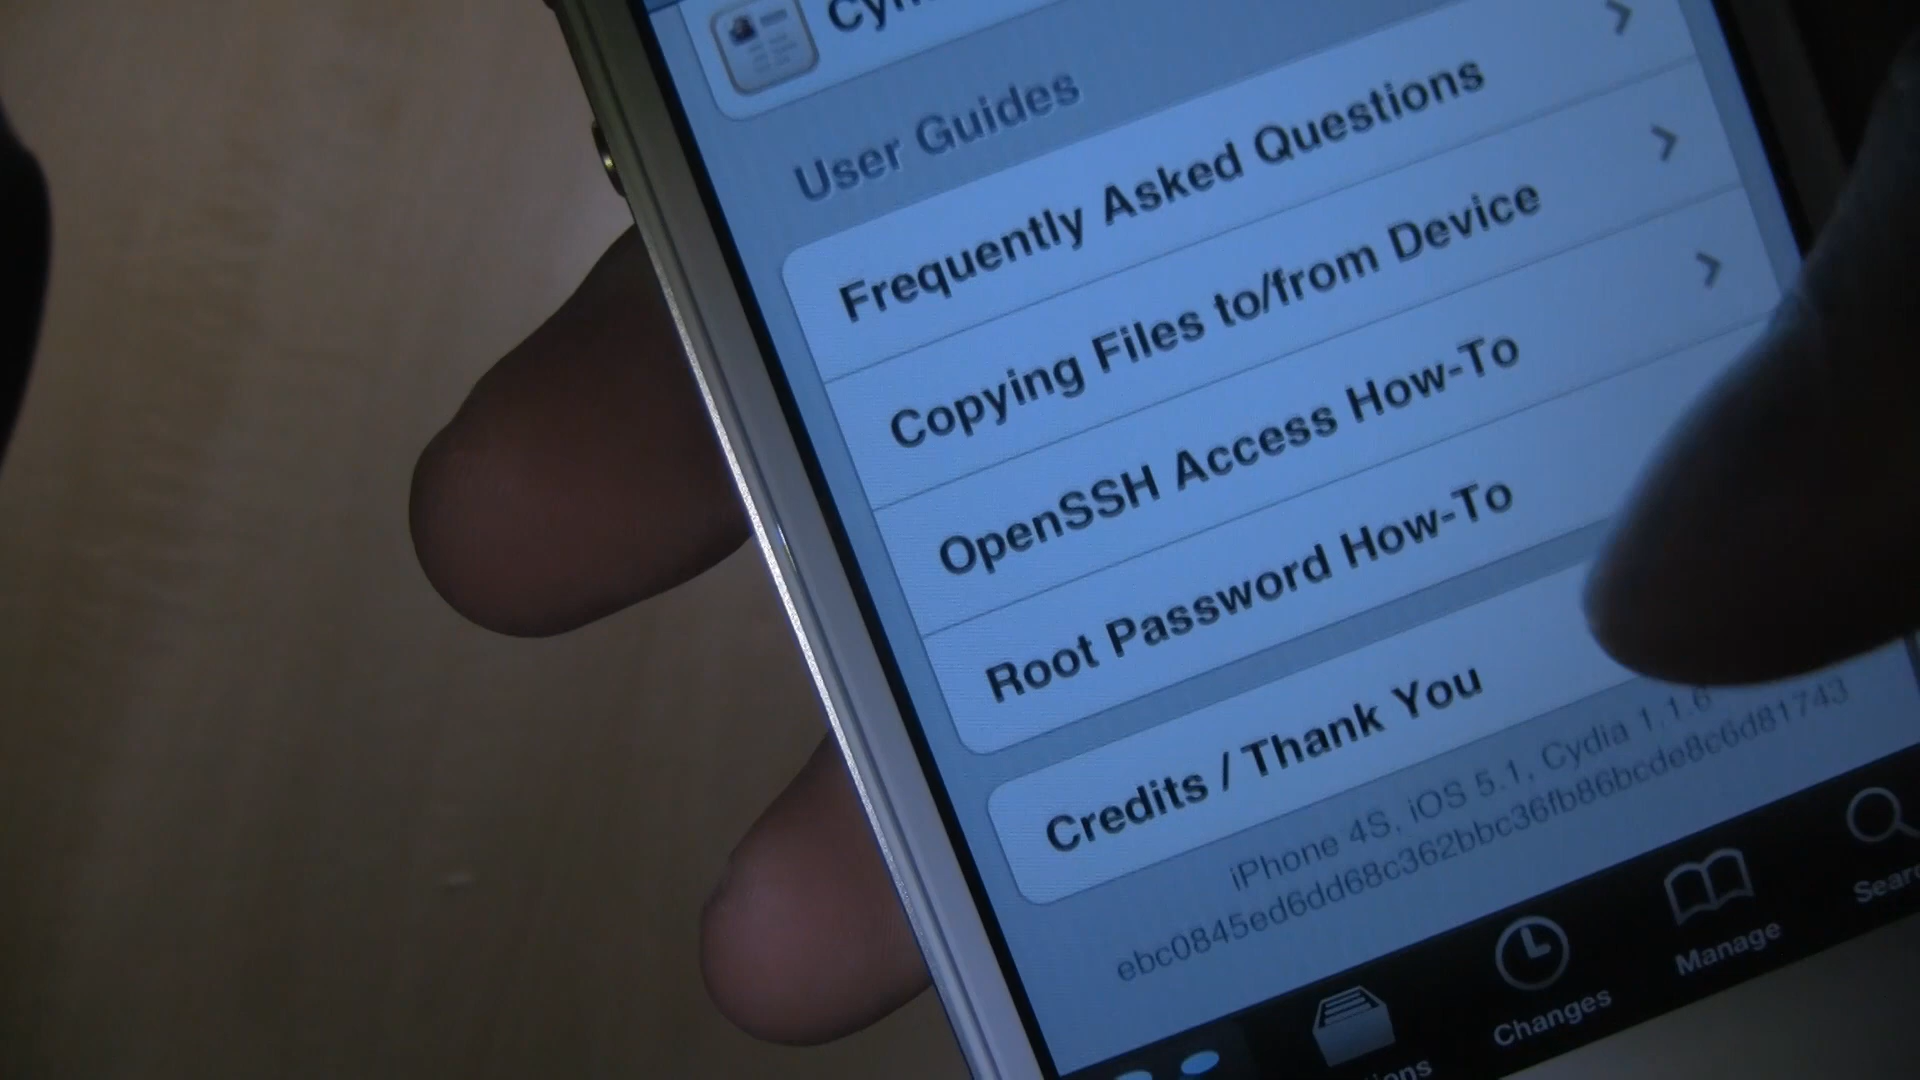 User Guides
Frequently Asked Questions
Copying Files to/from Device
OpenSSH Access How-To
Root Password How-To
Credits / Thank You
iPhone 4S, iOS 5.1, Cydia 1.1.6
ebc0845ed6dd68c362bbc36fb86bcde8c6d81743
Changes
Manage